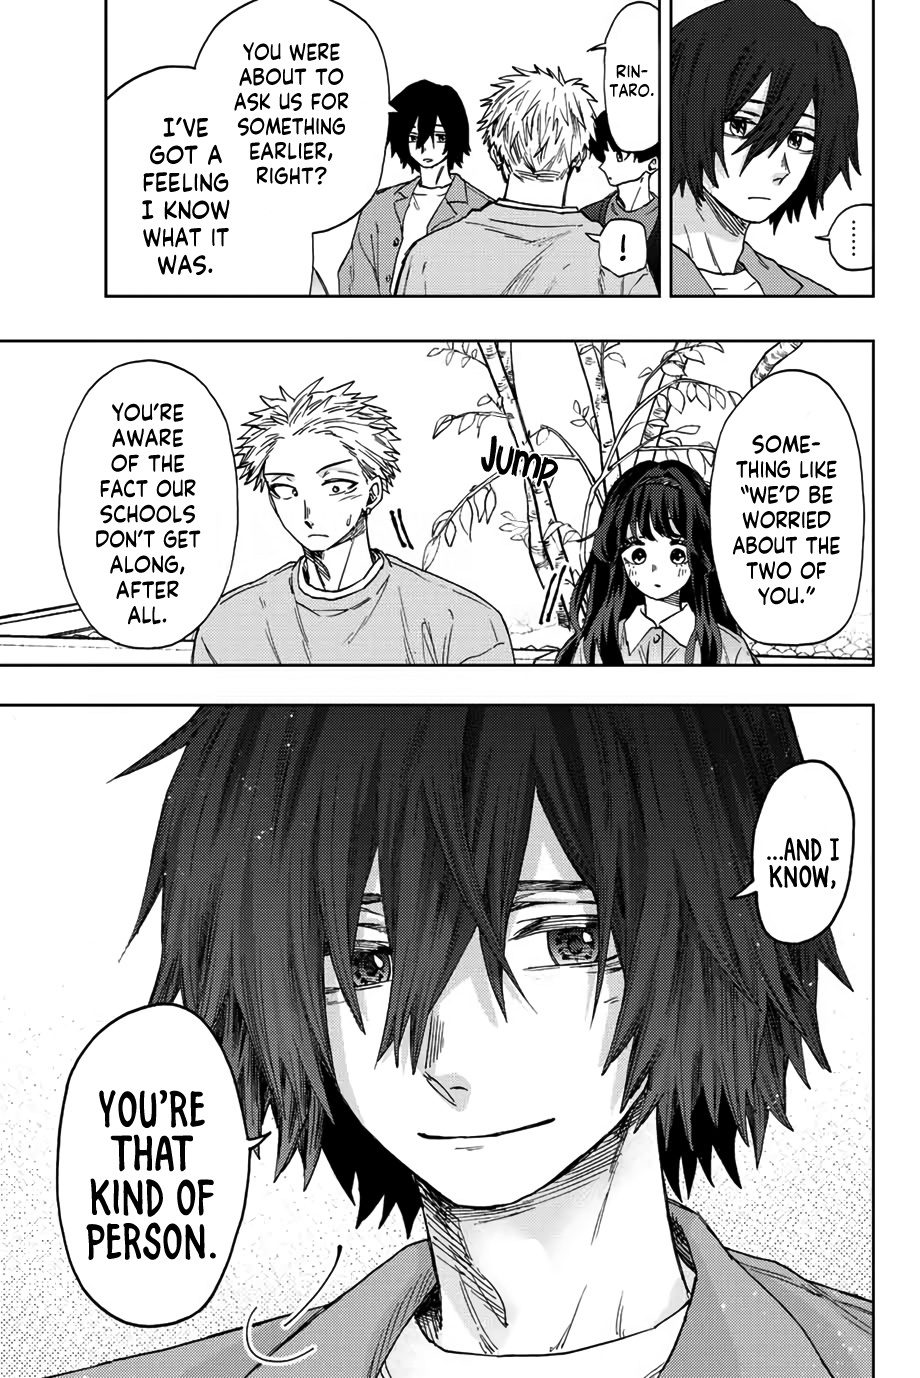 ......
RIN-
TARO.
!
YOU WERE
ABOUT TO
ASK US FOR
SOMETHING
EARLIER,
RIGHT?
I'VE
GOT A
FEELING
I KNOW
WHAT IT
WAS.
SOME-
THING LIKE
"WE'D BE
WORRIED
ABOUT THE
TWO OF
YOU."
JUMP
YOU'RE
AWARE
OF THE
FACT OUR
SCHOOLS
DON'T GET
ALONG,
AFTER
ALL.
...AND I
KNOW,
YOU'RE
THAT
KIND OF
PERSON.